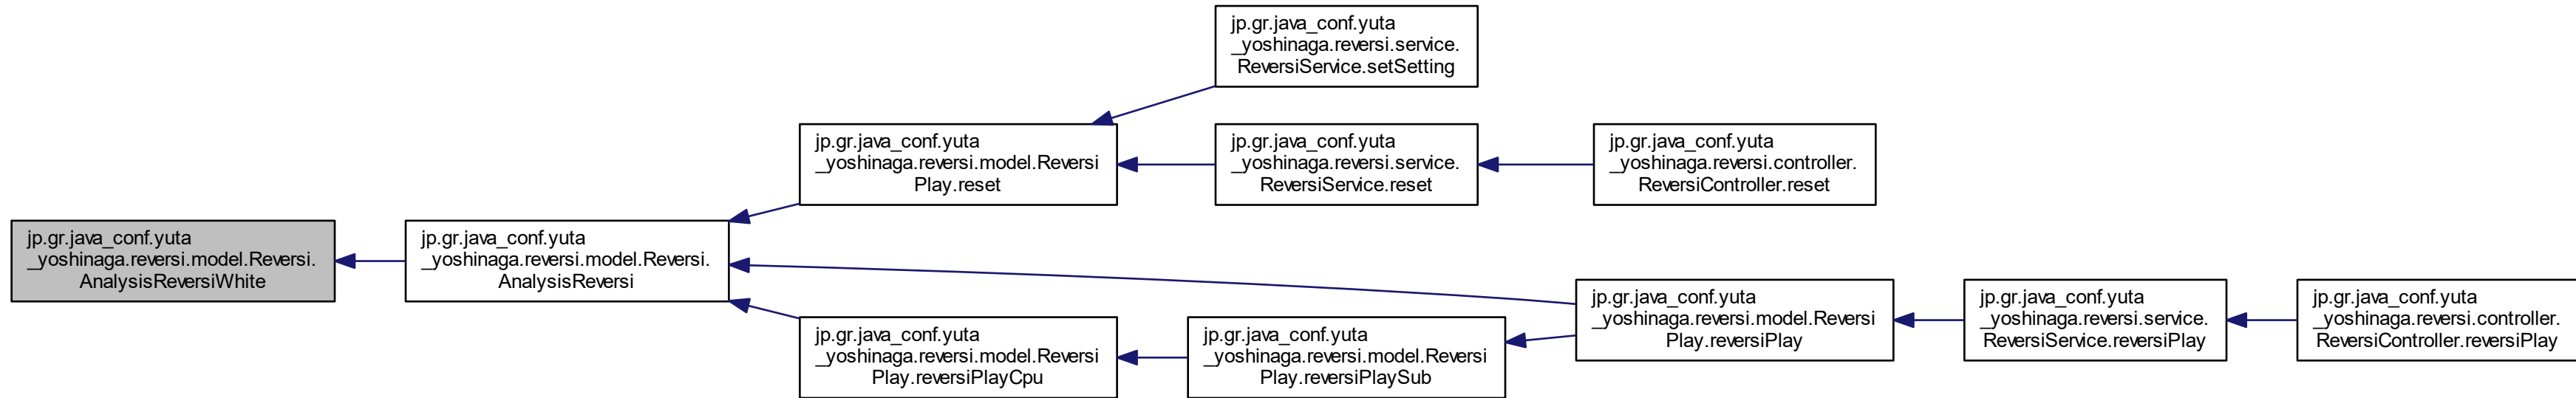 jp.gr.java_conf.yuta
_yoshinaga.reversi.service.
ReversiService.setSetting
jp.gr.java_conf.yuta
_yoshinaga.reversi.model.Reversi
Play.reset
jp.gr.java_conf.yuta
_yoshinaga.reversi.service.
ReversiService.reset
jp.gr.java_conf.yuta
_yoshinaga.reversi.controller.
ReversiController.reset
jp.gr.java_conf.yuta
_yoshinaga.reversi.model.Reversi.
AnalysisReversiWhite
jp.gr.java_conf.yuta
_yoshinaga.reversi.model.Reversi.
AnalysisReversi
jp.gr.java_conf.yuta
_yoshinaga.reversi.model.Reversi
Play.reversiPlay
jp.gr.java_conf.yuta
_yoshinaga.reversi.service.
ReversiService.reversiPlay
jp.gr.java_conf.yuta
_yoshinaga.reversi.controller.
ReversiController.reversiPlay
jp.gr.java_conf.yuta
_yoshinaga.reversi.model.Reversi
Play.reversiPlayCpu
jp.gr.java_conf.yuta
_yoshinaga.reversi.model.Reversi
Play.reversiPlaySub